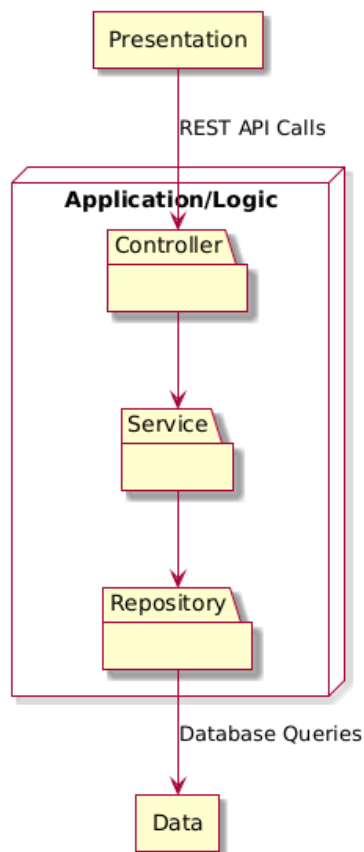 Presentation
REST API Calls
Application/Logic
Controller
Service
Repository
Database Queries
Data